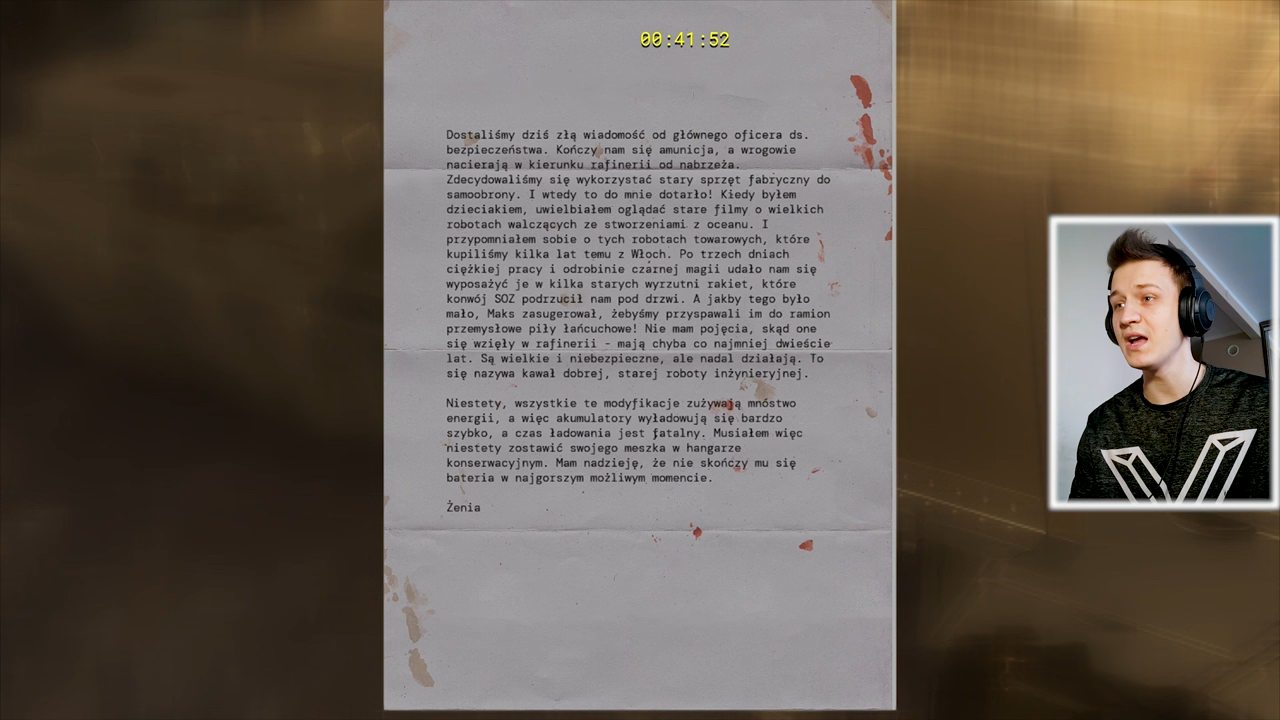 00:41:52
Dostaliśmy dziś złą wiadomość od głównego oficera ds.
bezpieczeństwa. Kończy nam się amunicja, a wrogowie
nacierają w kierunku rafinerii od nabrzeża.
Zdecydowaliśmy się wykorzystać stary sprzęt fabryczny do
samoobrony. I wtedy to do mnie dotarło! Kiedy byłem
dzieciakiem, uwielbiałem oglądać stare filmy o wielkich
robotach walczących ze stworzeniami z oceanu. I
przypomniałem sobie o tych robotach towarowych, które
kupiliśmy kilka lat temu z Włoch. Po trzech dniach
ciężkiej pracy i odrobinie czarnej magii udało nam się
wyposażyć je w kilka starych wyrzutni rakiet, które
konwój SOZ podrzucił nam pod drzwi. A jakby tego było
mało, Maks zasugerował, żebyśmy przyspawali im do ramion
przemysłowe piły łańcuchowe! Nie mam pojęcia, skąd one
się wzięły w rafinerii - mają chyba co najmniej dwieście
lat. Są wielkie i niebezpieczne, ale nadal działają. To
się nazywa kawał dobrej, starej roboty inżynieryjnej.
Niestety, wszystkie te modyfikacje zużywają mnóstwo
energii, a więc akumulatory wyładowują się bardzo
szybko, a czas ładowania jest fatalny. Musiałem więc
niestety zostawić swojego meszka w hangarze
konserwacyjnym. Mam nadzieję, że nie skończy mu się
bateria w najgorszym możliwym momencie.
Żenia